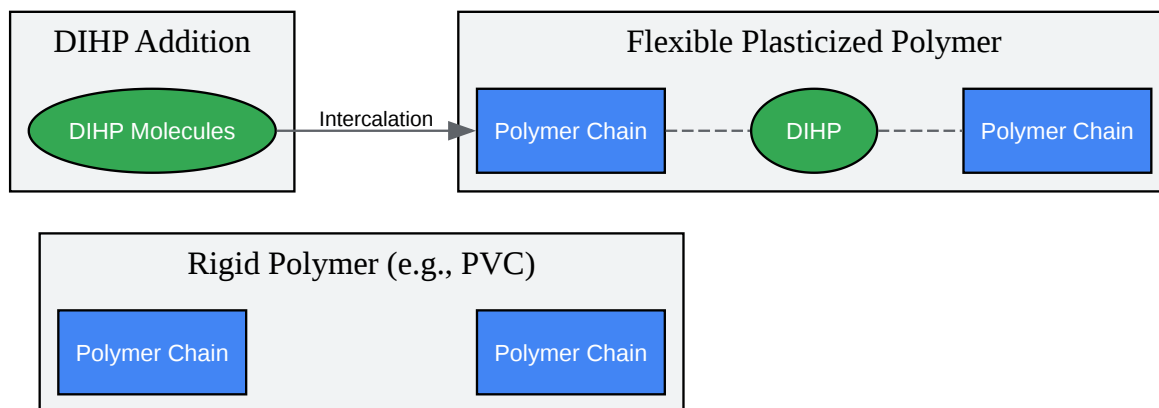 DIHP Addition
DIHP Molecules
Intercalation
Flexible Plasticized Polymer
Polymer Chain
DIHP
Polymer Chain
Rigid Polymer (e.g., PVC)
Polymer Chain
Polymer Chain